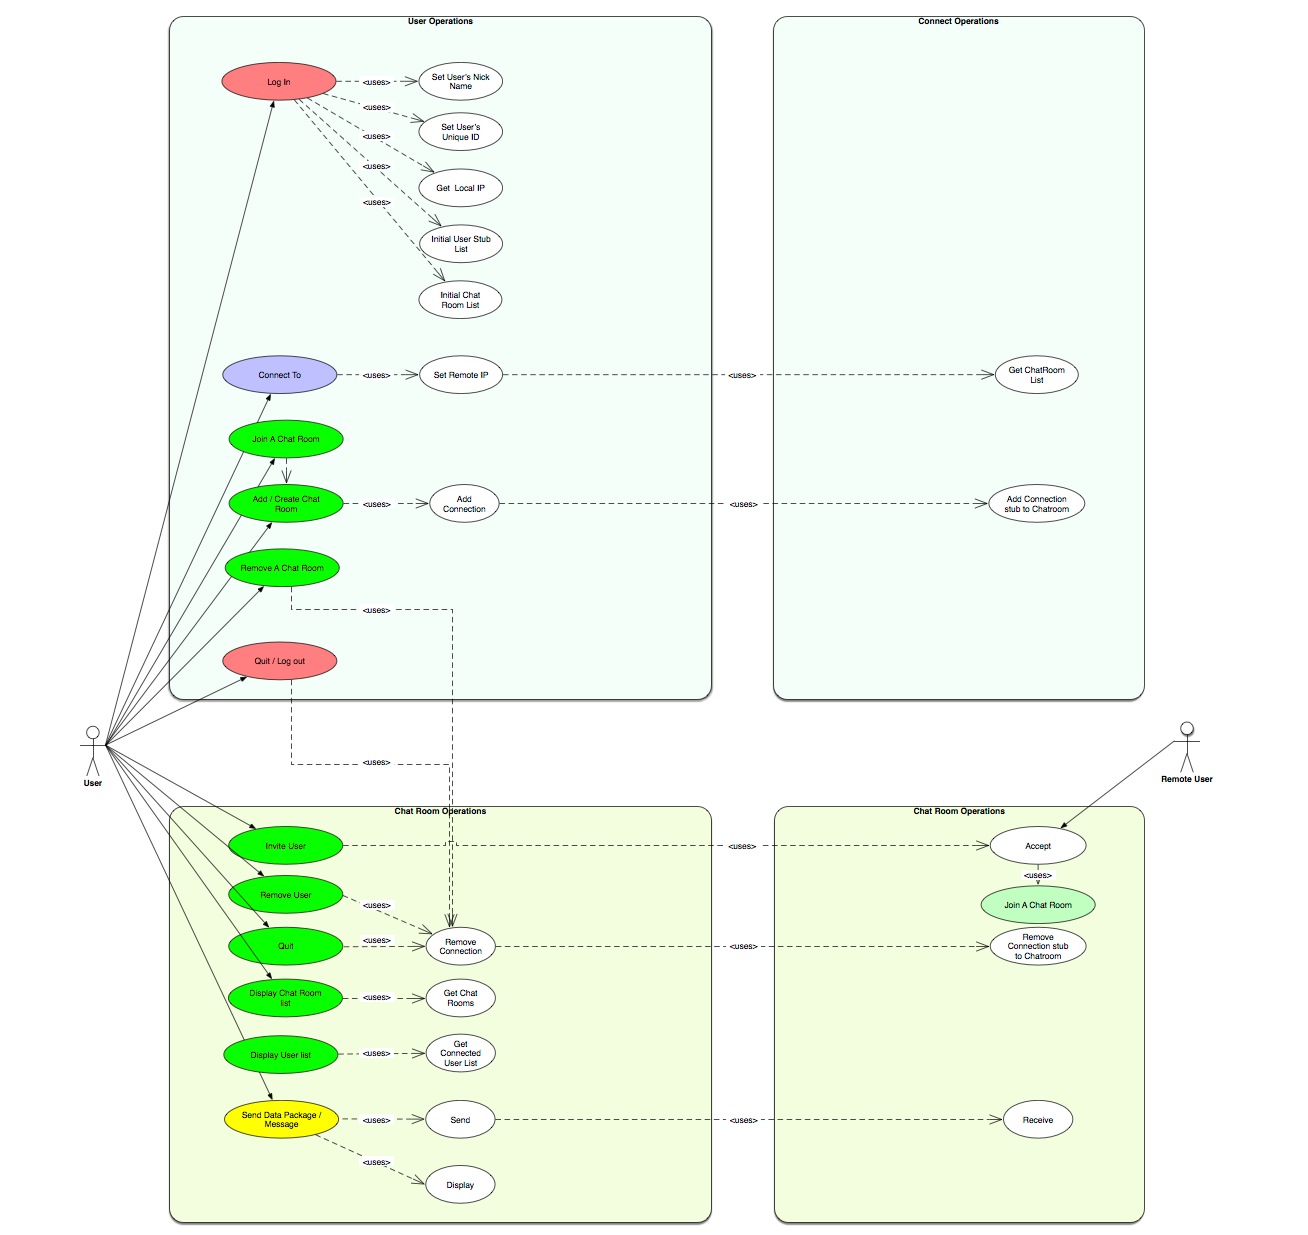 User Operations
Connect Operations
Log In
<uses>
Set User's Nick
Name
<uses>
Set User's
Unique ID
<uses>
<uses>
Get Local IP
<uses>
Initial User Stub
List
Initial Chat
Room List
Connect To
<uses>
Set Remote IP
<uses>
Get ChatRoom
List
Join A Chat Room
Add / Create Chat
Room
<uses>
Add
Connection
<uses>
Add Connection
stub to Chatroom
Remove A Chat Room
<uses>
Quit / Log out
<uses>
User
Remote User
Chat Room Operations
Chat Room Operations
Invite User
<uses>
Accept
<uses>
Remove User
<uses>
Join A Chat Room
Quit
<uses>
Remove
Connection
<uses>
Remove
Connection stub
to Chatroom
Display Chat Room
list
<uses>
Get Chat
Rooms
Display User list
<uses>
Get
Connected
User List
Send Data Package /
Message
<uses>
Send
<uses>
Receive
<uses>
Display